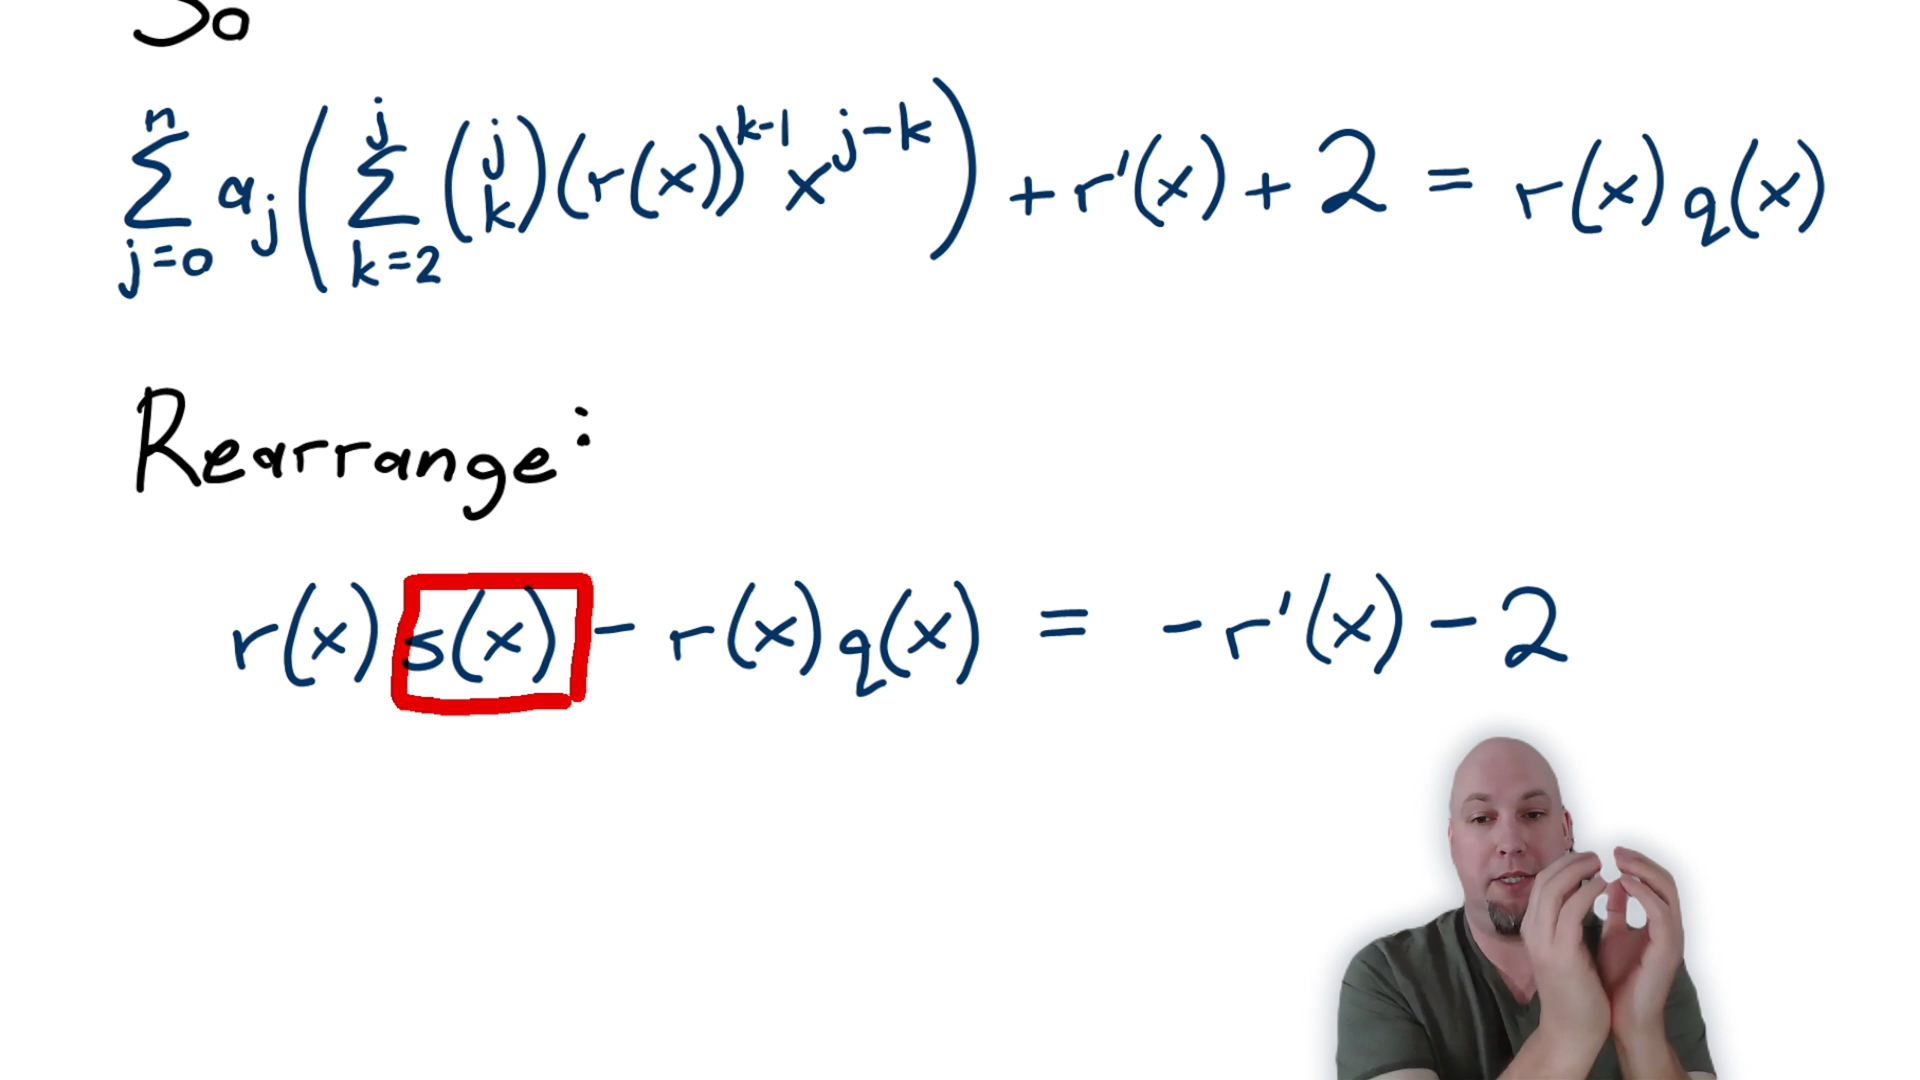 So
∑_{j=0}^{n} a_j ( ∑_{k=2}^{j} (j k) (r(x))^{k-1} x^{j-k} ) + r'(x) + 2 = r(x) q(x)
Rearrange:
r(x) s(x) - r(x) q(x) = -r'(x) - 2